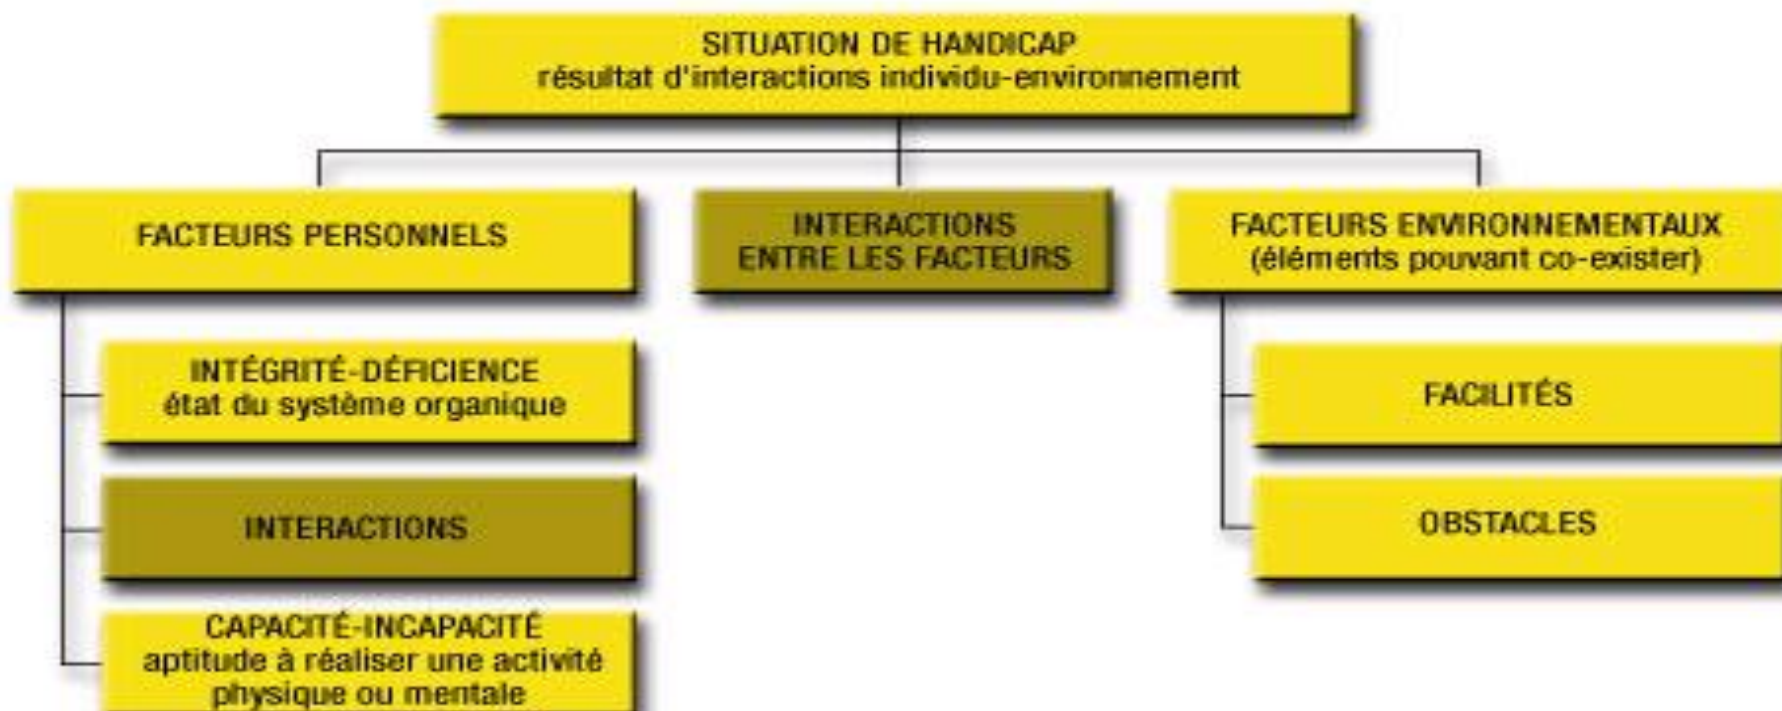 SITUATION DE HANDICAP
résultat d'interactions individu-environnement
FACTEURS PERSONNELS
INTERACTIONS
ENTRE LES FACTEURS
FACTEURS ENVIRONNEMENTAUX
(éléments pouvant co-exister)
INTÉGRITÉ-DÉFICIENCE
état du système organique
INTERACTIONS
CAPACITÉ-INCAPACITÉ
aptitude à réaliser une activité
physique ou mentale
FACILITÉS
OBSTACLES